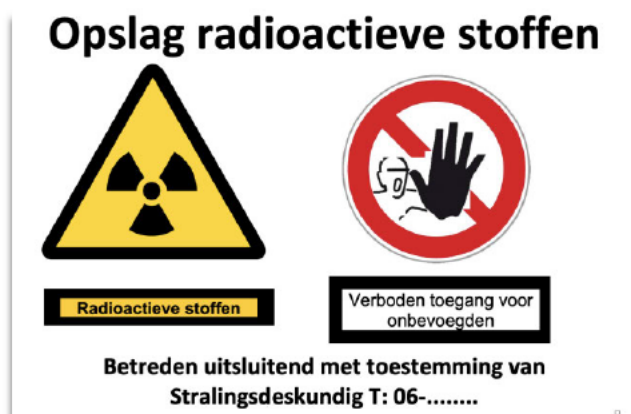 Opslag radioactieve stoffen
Radioactieve stoffen
Verboden toegang voor
onbevoegden
Betreden uitsluitend met toestemming van
Stralingsdeskundig T: 06-........